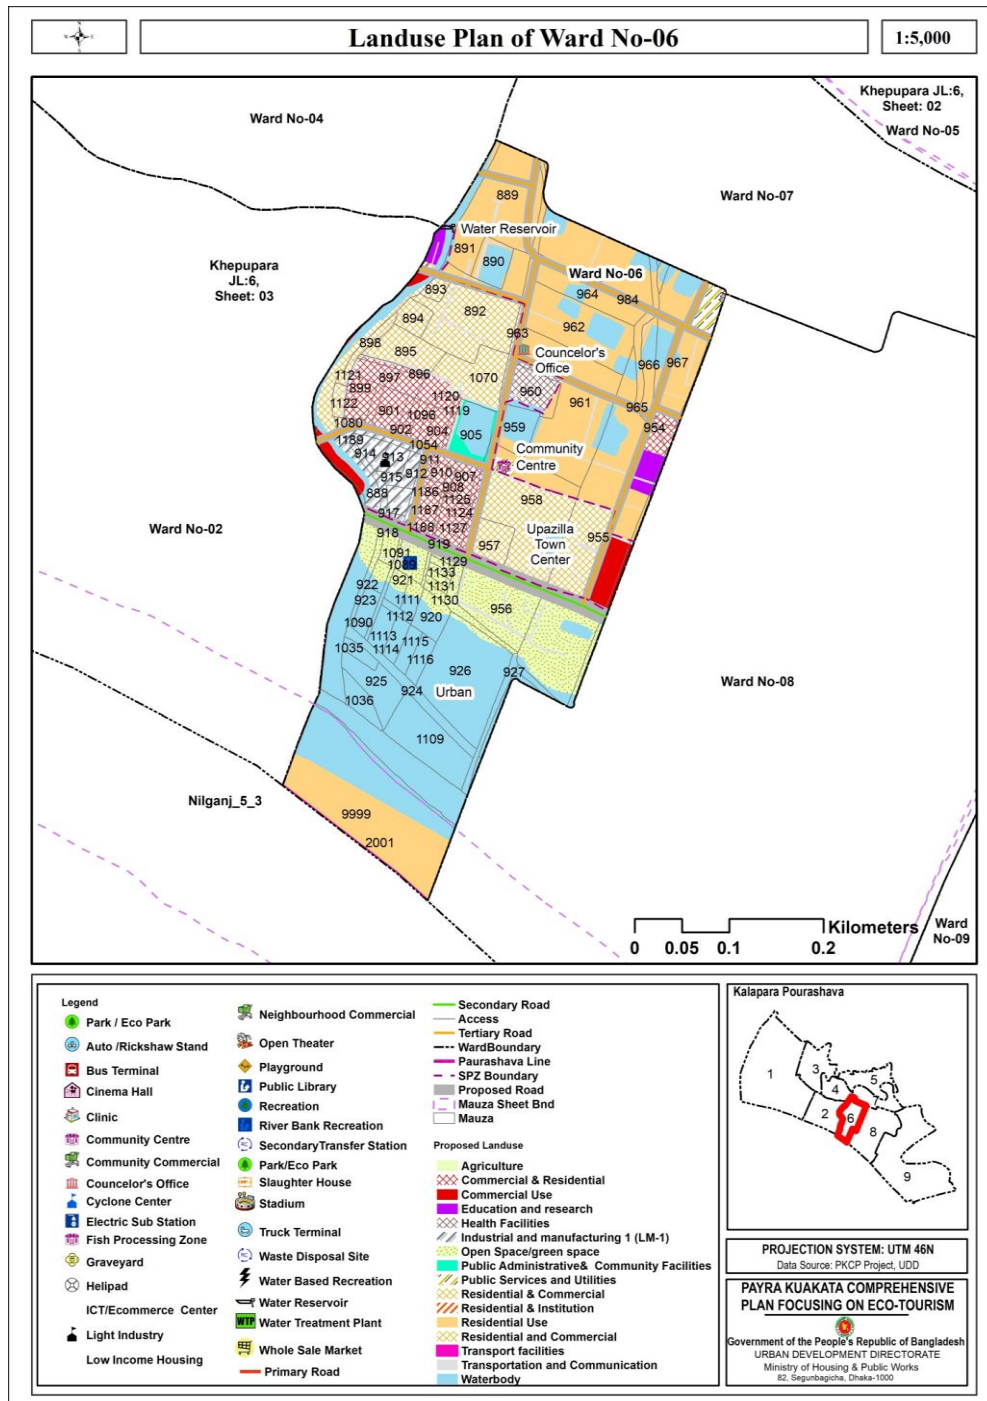 Landuse Plan of Ward No-06
1:5,000
Khepupara JL:6,
Sheet: 02
Ward No-05
Ward No-04
Ward No-07
889
Water Reservoir
891
890
Khepupara
JL:6,
Sheet: 03
Ward No-06
893
964
984
894
892
962
963
898
895
Councelor's
Office
966
967
1121
897
896
1070
899
960
1122
1120
961
901
1096
1119
965
1080
902
904
905
959
954
1189
1054
914
913
911
Community
Centre
915
912
910
907
888
908
1186
1125
958
917
1187
1124
Ward No-02
918
1188
1127
Upazilla
Town
Center
955
919
957
1091
1089
1129
1133
922
921
1131
923
1111
1130
956
1090
1112
920
1113
1115
1035
1114
1116
926
927
925
924
Urban
Ward No-08
1036
1109
Nilganj_5_3
9999
2001
Kilometers
0 0.05 0.1 0.2
Ward
No-09
Legend
Park / Eco Park
Auto /Rickshaw Stand
Bus Terminal
Cinema Hall
Clinic
Community Centre
Community Commercial
Councelor's Office
Cyclone Center
Electric Sub Station
Fish Processing Zone
Graveyard
Helipad
ICT/Ecommerce Center
Light Industry
Low Income Housing
Neighbourhood Commercial
Open Theater
Playground
Public Library
Recreation
River Bank Recreation
SecondaryTransfer Station
Park/Eco Park
Slaughter House
Stadium
Truck Terminal
Waste Disposal Site
Water Based Recreation
Water Reservoir
WTP Water Treatment Plant
Whole Sale Market
Primary Road
Secondary Road
Access
Tertiary Road
WardBoundary
Paurashava Line
SPZ Boundary
Proposed Road
Mauza Sheet Bnd
Mauza
Proposed Landuse
Agriculture
Commercial & Residential
Commercial Use
Education and research
Health Facilities
Industrial and manufacturing 1 (LM-1)
Open Space/green space
Public Administrative& Community Facilities
Public Services and Utilities
Residential & Commercial
Residential & Institution
Residential Use
Residential and Commercial
Transport facilities
Transportation and Communication
Waterbody
Kalapara Pourashava
1
3
4
5
7
2
6
8
9
PROJECTION SYSTEM: UTM 46N
Data Source: PKCP Project, UDD
PAYRA KUAKATA COMPREHENSIVE
PLAN FOCUSING ON ECO-TOURISM
Government of the People's Republic of Bangladesh
URBAN DEVELOPMENT DIRECTORATE
Ministry of Housing & Public Works
82, Segunbagicha, Dhaka-1000